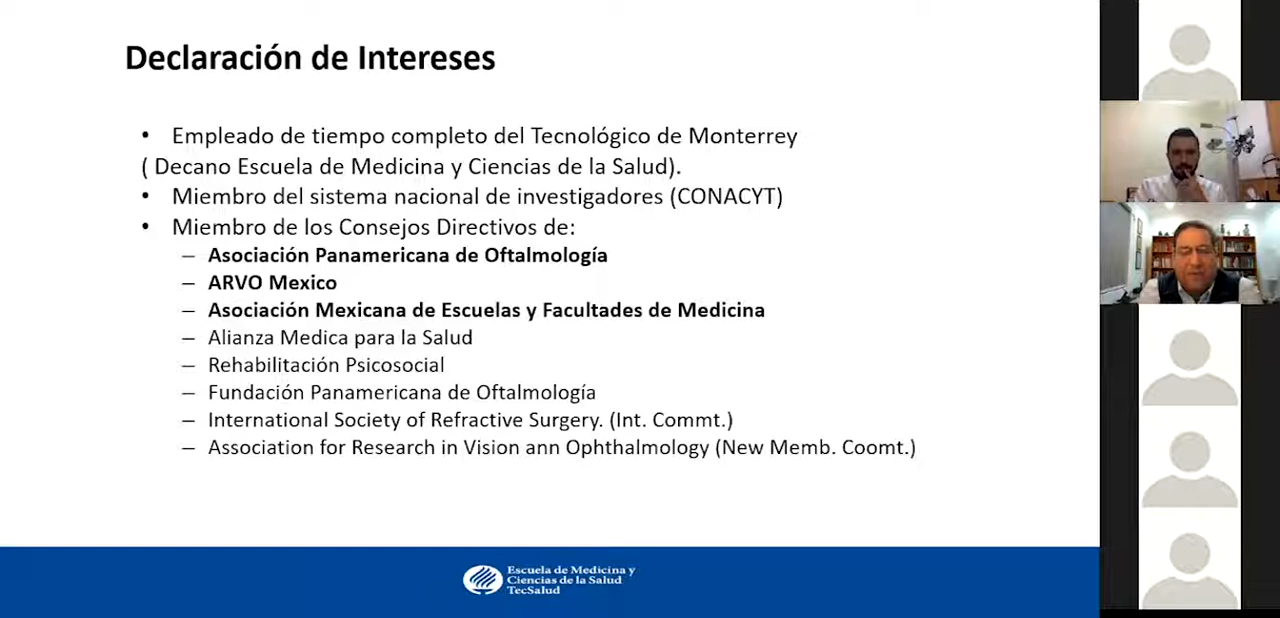 Declaración de Intereses
• Empleado de tiempo completo del Tecnológico de Monterrey
( Decano Escuela de Medicina y Ciencias de la Salud).
• Miembro del sistema nacional de investigadores (CONACYT)
• Miembro de los Consejos Directivos de:
– Asociación Panamericana de Oftalmología
– ARVO Mexico
– Asociación Mexicana de Escuelas y Facultades de Medicina
– Alianza Medica para la Salud
– Rehabilitación Psicosocial
– Fundación Panamericana de Oftalmología
– International Society of Refractive Surgery. (Int. Commt.)
– Association for Research in Vision ann Ophthalmology (New Memb. Coomt.)
Escuela de Medicina y
Ciencias de la Salud
TecSalud